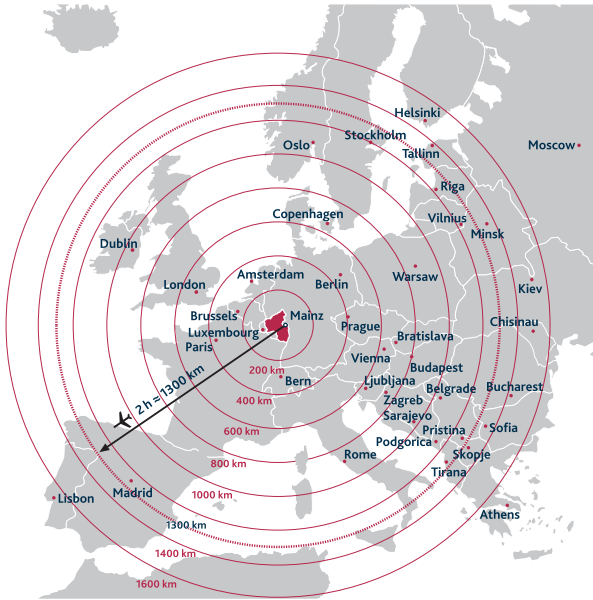 Helsinki
Stockholm
Oslo
Tallinn
Moscow
Riga
Copenhagen
Vilnius
Minsk
Dublin
Amsterdam
Warsaw
London
Berlin
Kiev
Brussels
Mainz
Chisinau
Luxembourg
Prague
Paris
Bratislava
Vienna
200 km
Budapest
Bern
Ljubljana
2 h = 1300 km
400 km
Zagreb
Belgrade
Bucharest
Sarajevo
600 km
Pristina
Sofia
Podgorica
Rome
Skopje
800 km
Tirana
Madrid
1000 km
Lisbon
Athens
1300 km
1400 km
1600 km